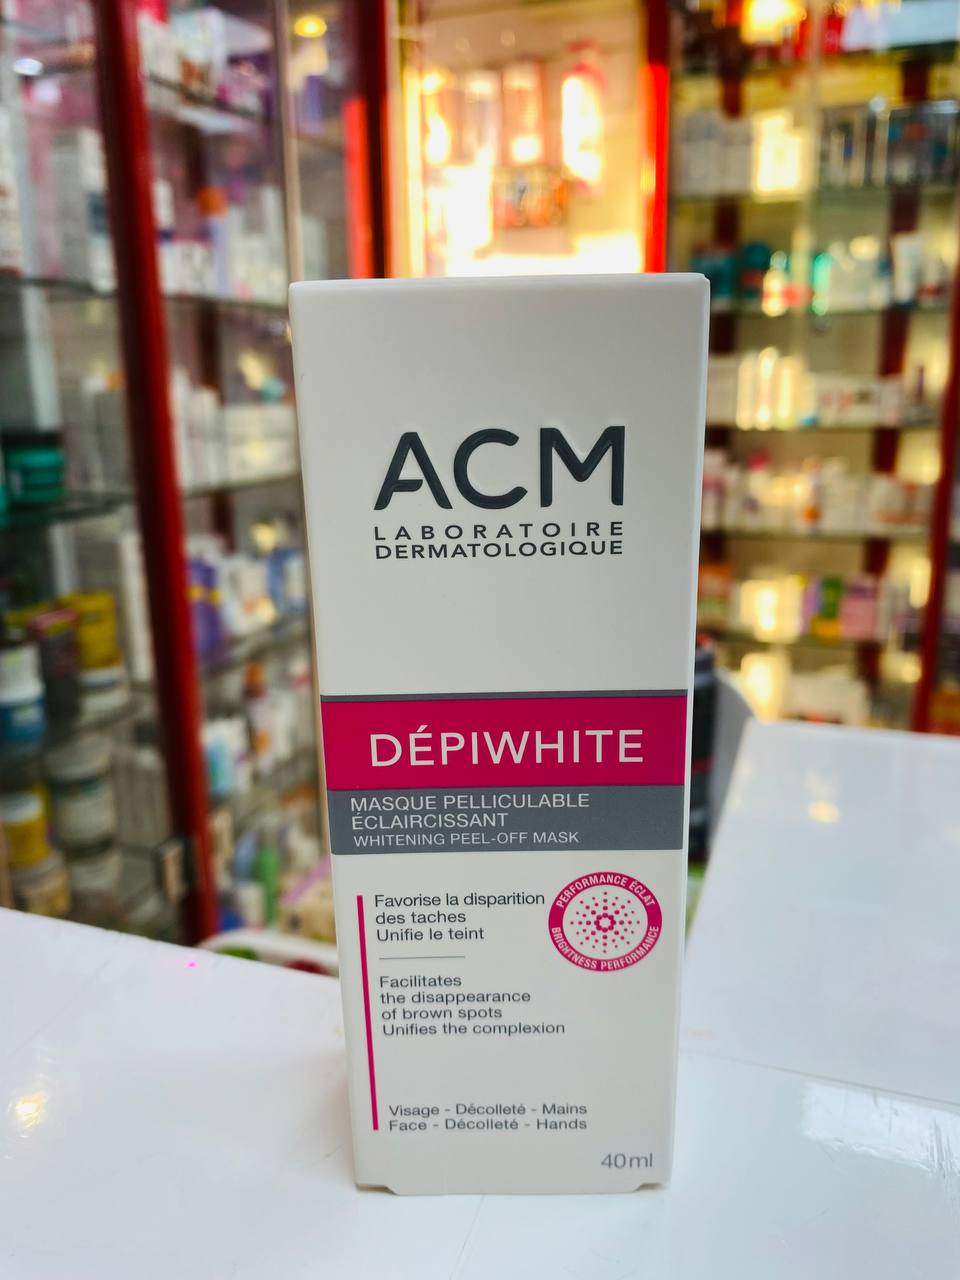 ACM
LABORATOIRE
DERMATOLOGIQUE
DÉPIWHITE
MASQUE PELLICULABLE
ÉCLAIRCISSANT
WHITENING PEEL-OFF MASK
Favorise la disparition
des taches
Unifie le teint
PERFORMANCE ÉCLAT
BRIGHTNESS PERFORMANCE
Facilitates
the disappearance
of brown spots
Unifies the complexion
Visage - Décolleté - Mains
Face - Décolleté - Hands
40ml